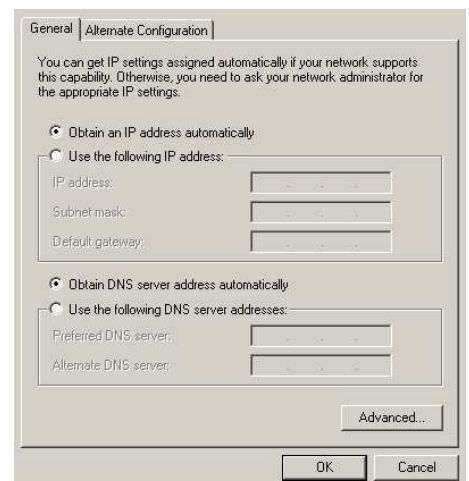 General
Alternate Configuration
You can get IP settings assigned automatically if your network supports
this capability. Otherwise, you need to ask your network administrator for
the appropriate IP settings.
Obtain an IP address automatically
Use the following IP address:
IP address:
Subnet mask:
Default gateway:
Obtain DNS server address automatically
Use the following DNS server addresses:
Preferred DNS server:
Alternate DNS server:
Advanced...
OK
Cancel